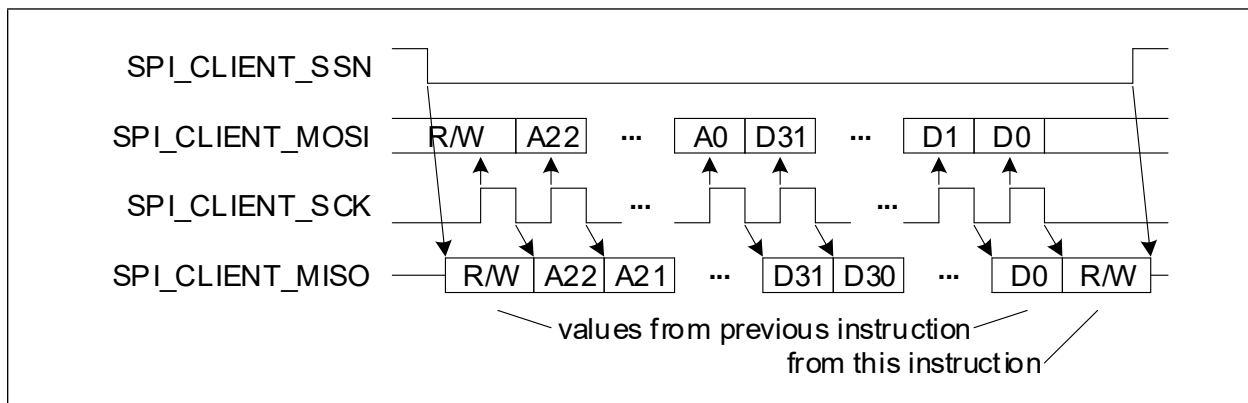 SPI_CLIENT_SSN
SPI_CLIENT_MOSI R/W A22 ... A0 D31 ... D1 D0
SPI_CLIENT_SCK ... ...
SPI_CLIENT_MISO R/W A22 A21 ... D31 D30 ... D0 R/W
values from previous instruction
from this instruction